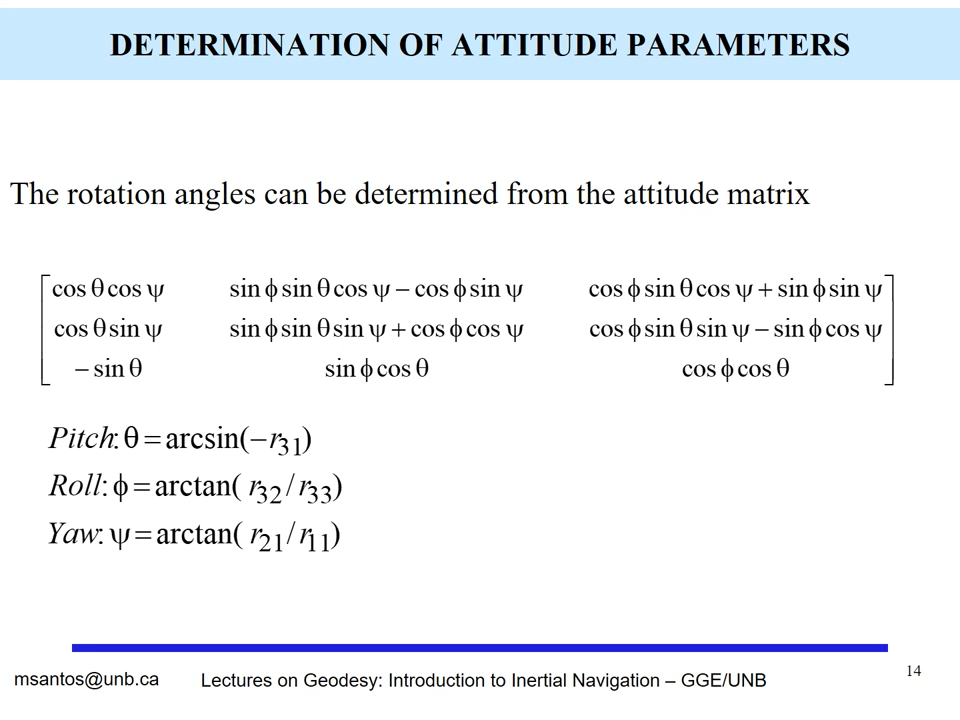 DETERMINATION OF ATTITUDE PARAMETERS
The rotation angles can be determined from the attitude matrix
cos θ cos ψ sin ϕ sin θ cos ψ − cos ϕ sin ψ cos ϕ sin θ cos ψ + sin ϕ sin ψ
cos θ sin ψ sin ϕ sin θ sin ψ + cos ϕ cos ψ cos ϕ sin θ sin ψ − sin ϕ cos ψ
− sin θ sin ϕ cos θ cos ϕ cos θ
Pitch: θ = arcsin(−r31)
Roll: ϕ = arctan( r32 / r33)
Yaw: ψ = arctan( r21 / r11)
msantos@unb.ca Lectures on Geodesy: Introduction to Inertial Navigation – GGE/UNB 14